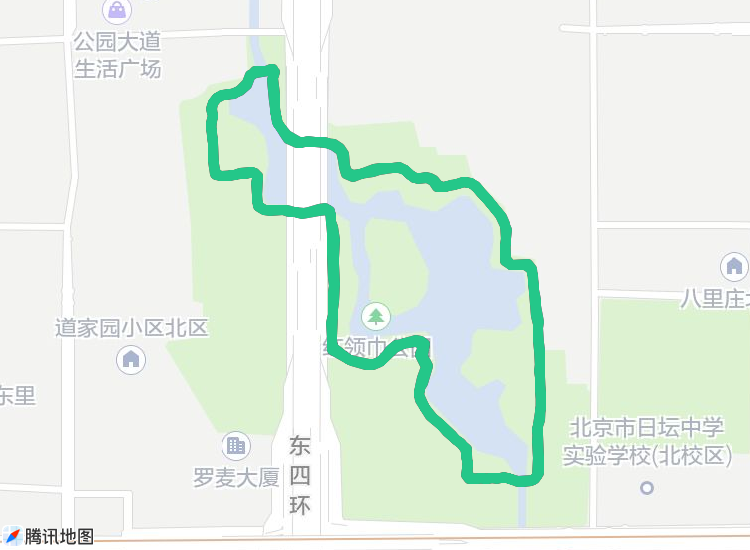 公园大道
生活广场
八里庄北
道家园小区北区
红领巾公园
东里
北京市日坛中学
实验学校(北校区)
东
四
环
罗麦大厦
腾讯地图